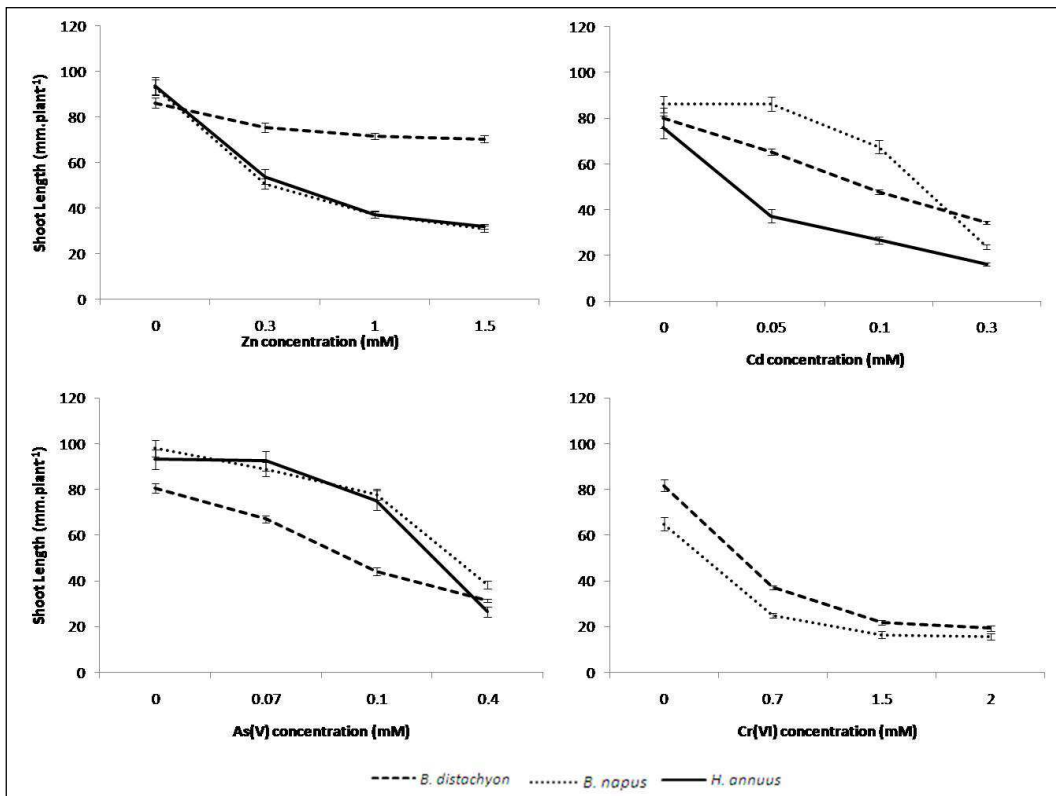 120
100
80
60
40
20
0
Shoot Length (mm.plant-1)
0 0.3 1 1.5
Zn concentration (mM)
120
100
80
60
40
20
0
0 0.05 0.1 0.3
Cd concentration (mM)
120
100
80
60
40
20
0
Shoot Length (mm.plant-1)
0 0.07 0.1 0.4
As(V) concentration (mM)
120
100
80
60
40
20
0
0 0.7 1.5 2
Cr(VI) concentration (mM)
B. distachyon B. napus H. annuus